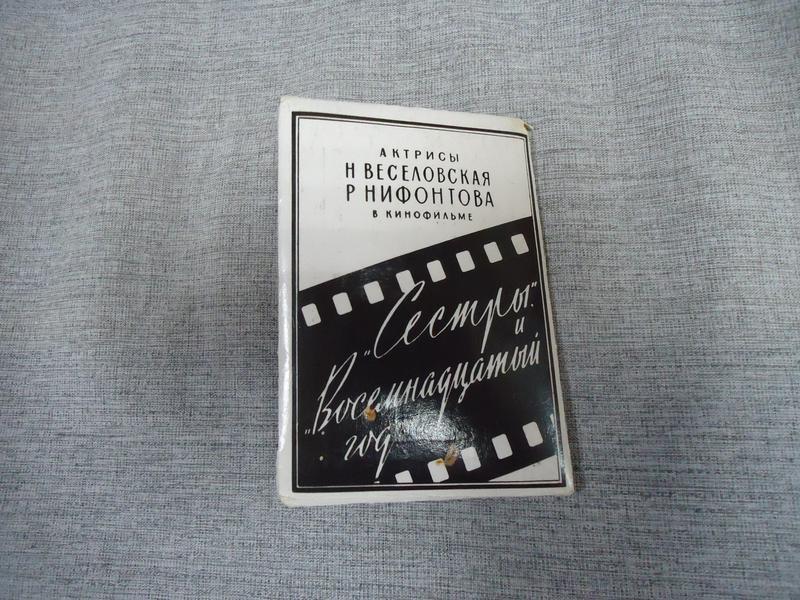 АКТРИСЫ
Н ВЕСЕЛОВСКАЯ
Р НИФОНТОВА
В КИНОФИЛЬМЕ
"Сестры"
и
"Восемнадцатый
год